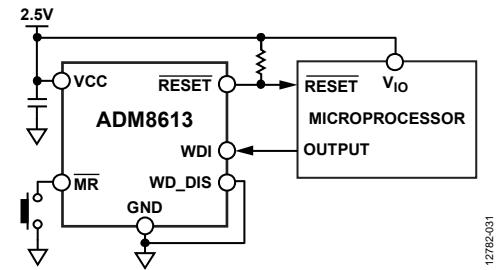 2.5V
VCC
RESET
RESET
VIO
ADM8613
MICROPROCESSOR
WDI
OUTPUT
MR
WD_DIS
GND
12782-031